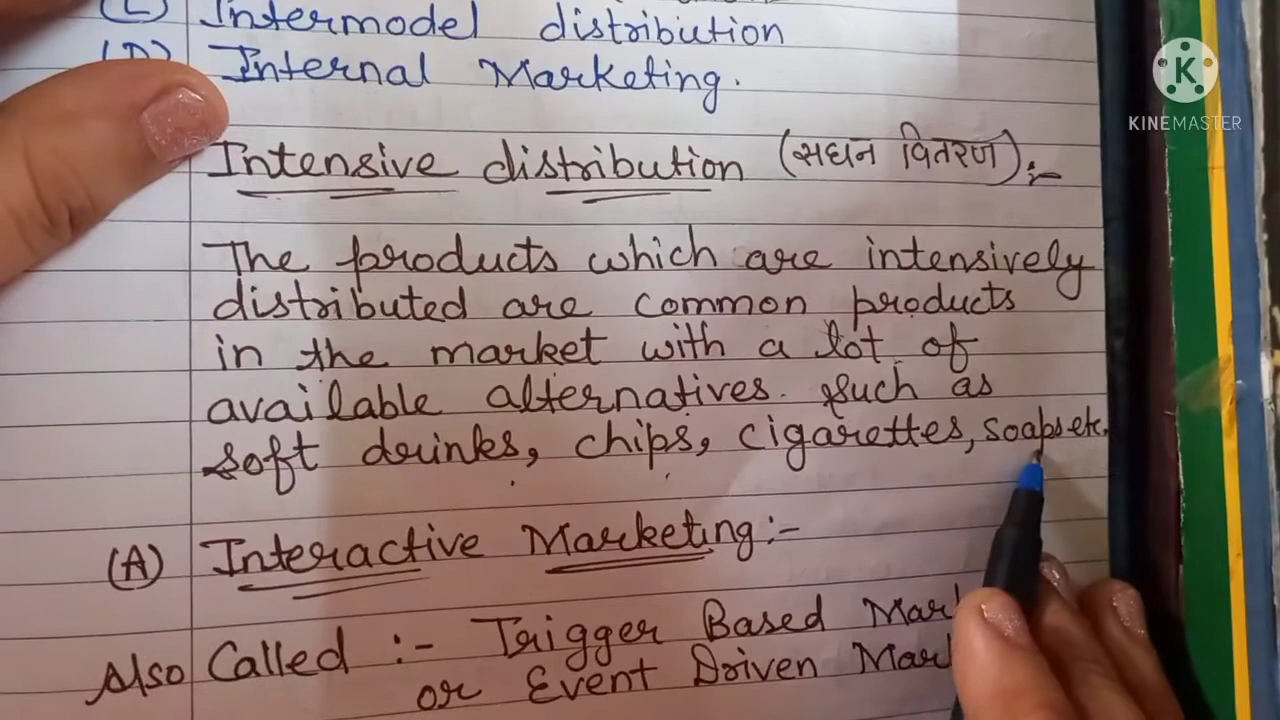 (C) Intermodel distribution
(D) Internal Marketing.
K
KINEMASTER
Intensive distribution (सघन वितरण) :-
The products which are intensively
distributed are common products
in the market with a lot of
available alternatives. Such as
soft drinks, chips, cigarettes, soaps etc.
(A) Interactive Marketing :-
Also Called :- Trigger Based Mar
or Event Driven Mar